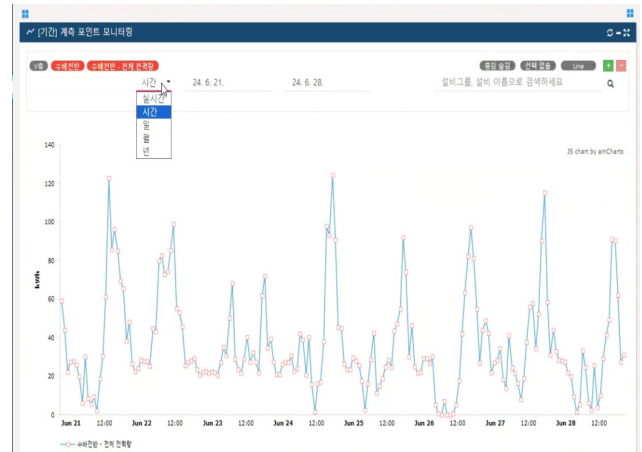 [기간] 계측 포인트 모니터링
Y축 수배전반 수배전반 - 전체 전력량 증감 숨김 선택 없음 Line + -
시간 24. 6. 21. 24. 6. 28. 설비그룹, 설비 이름으로 검색하세요
실시간
시간
일
월
년
JS chart by amCharts
140
120
100
80
60
40
20
0
Jun 21 12:00 Jun 22 12:00 Jun 23 12:00 Jun 24 12:00 Jun 25 12:00 Jun 26 12:00 Jun 27 12:00 Jun 28 12:00
수배전반 - 전체 전력량